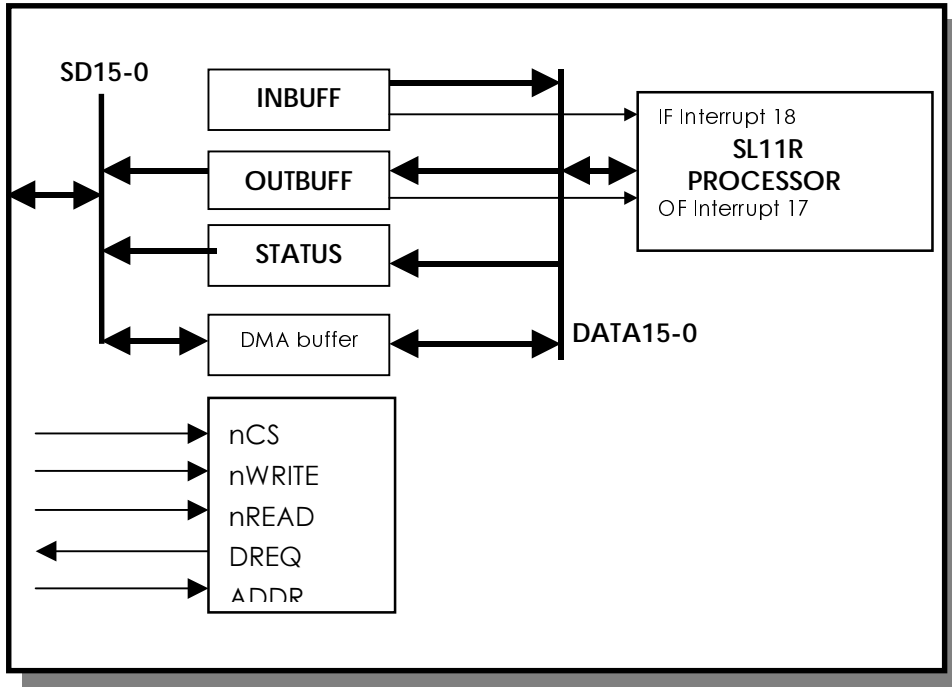 SD15-0
INBUFF
OUTBUFF
STATUS
DMA buffer
IF Interrupt 18
SL11R
PROCESSOR
OF Interrupt 17
DATA15-0
nCS
nWRITE
nREAD
DREQ
ADDR